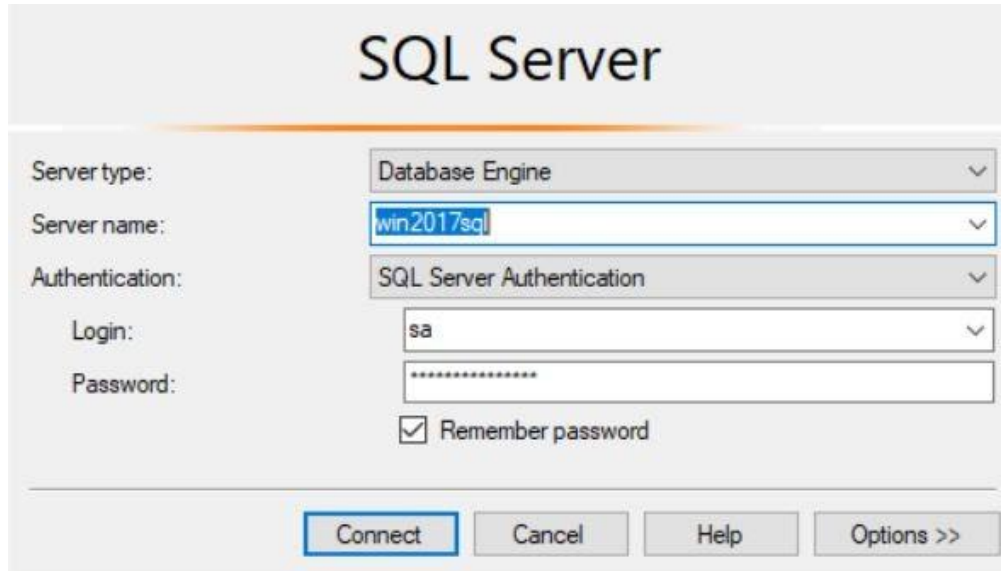 SQL Server
Server type: Database Engine
Server name: win2017sql
Authentication: SQL Server Authentication
Login: sa
Password: ***************
Remember password
Connect Cancel Help Options >>